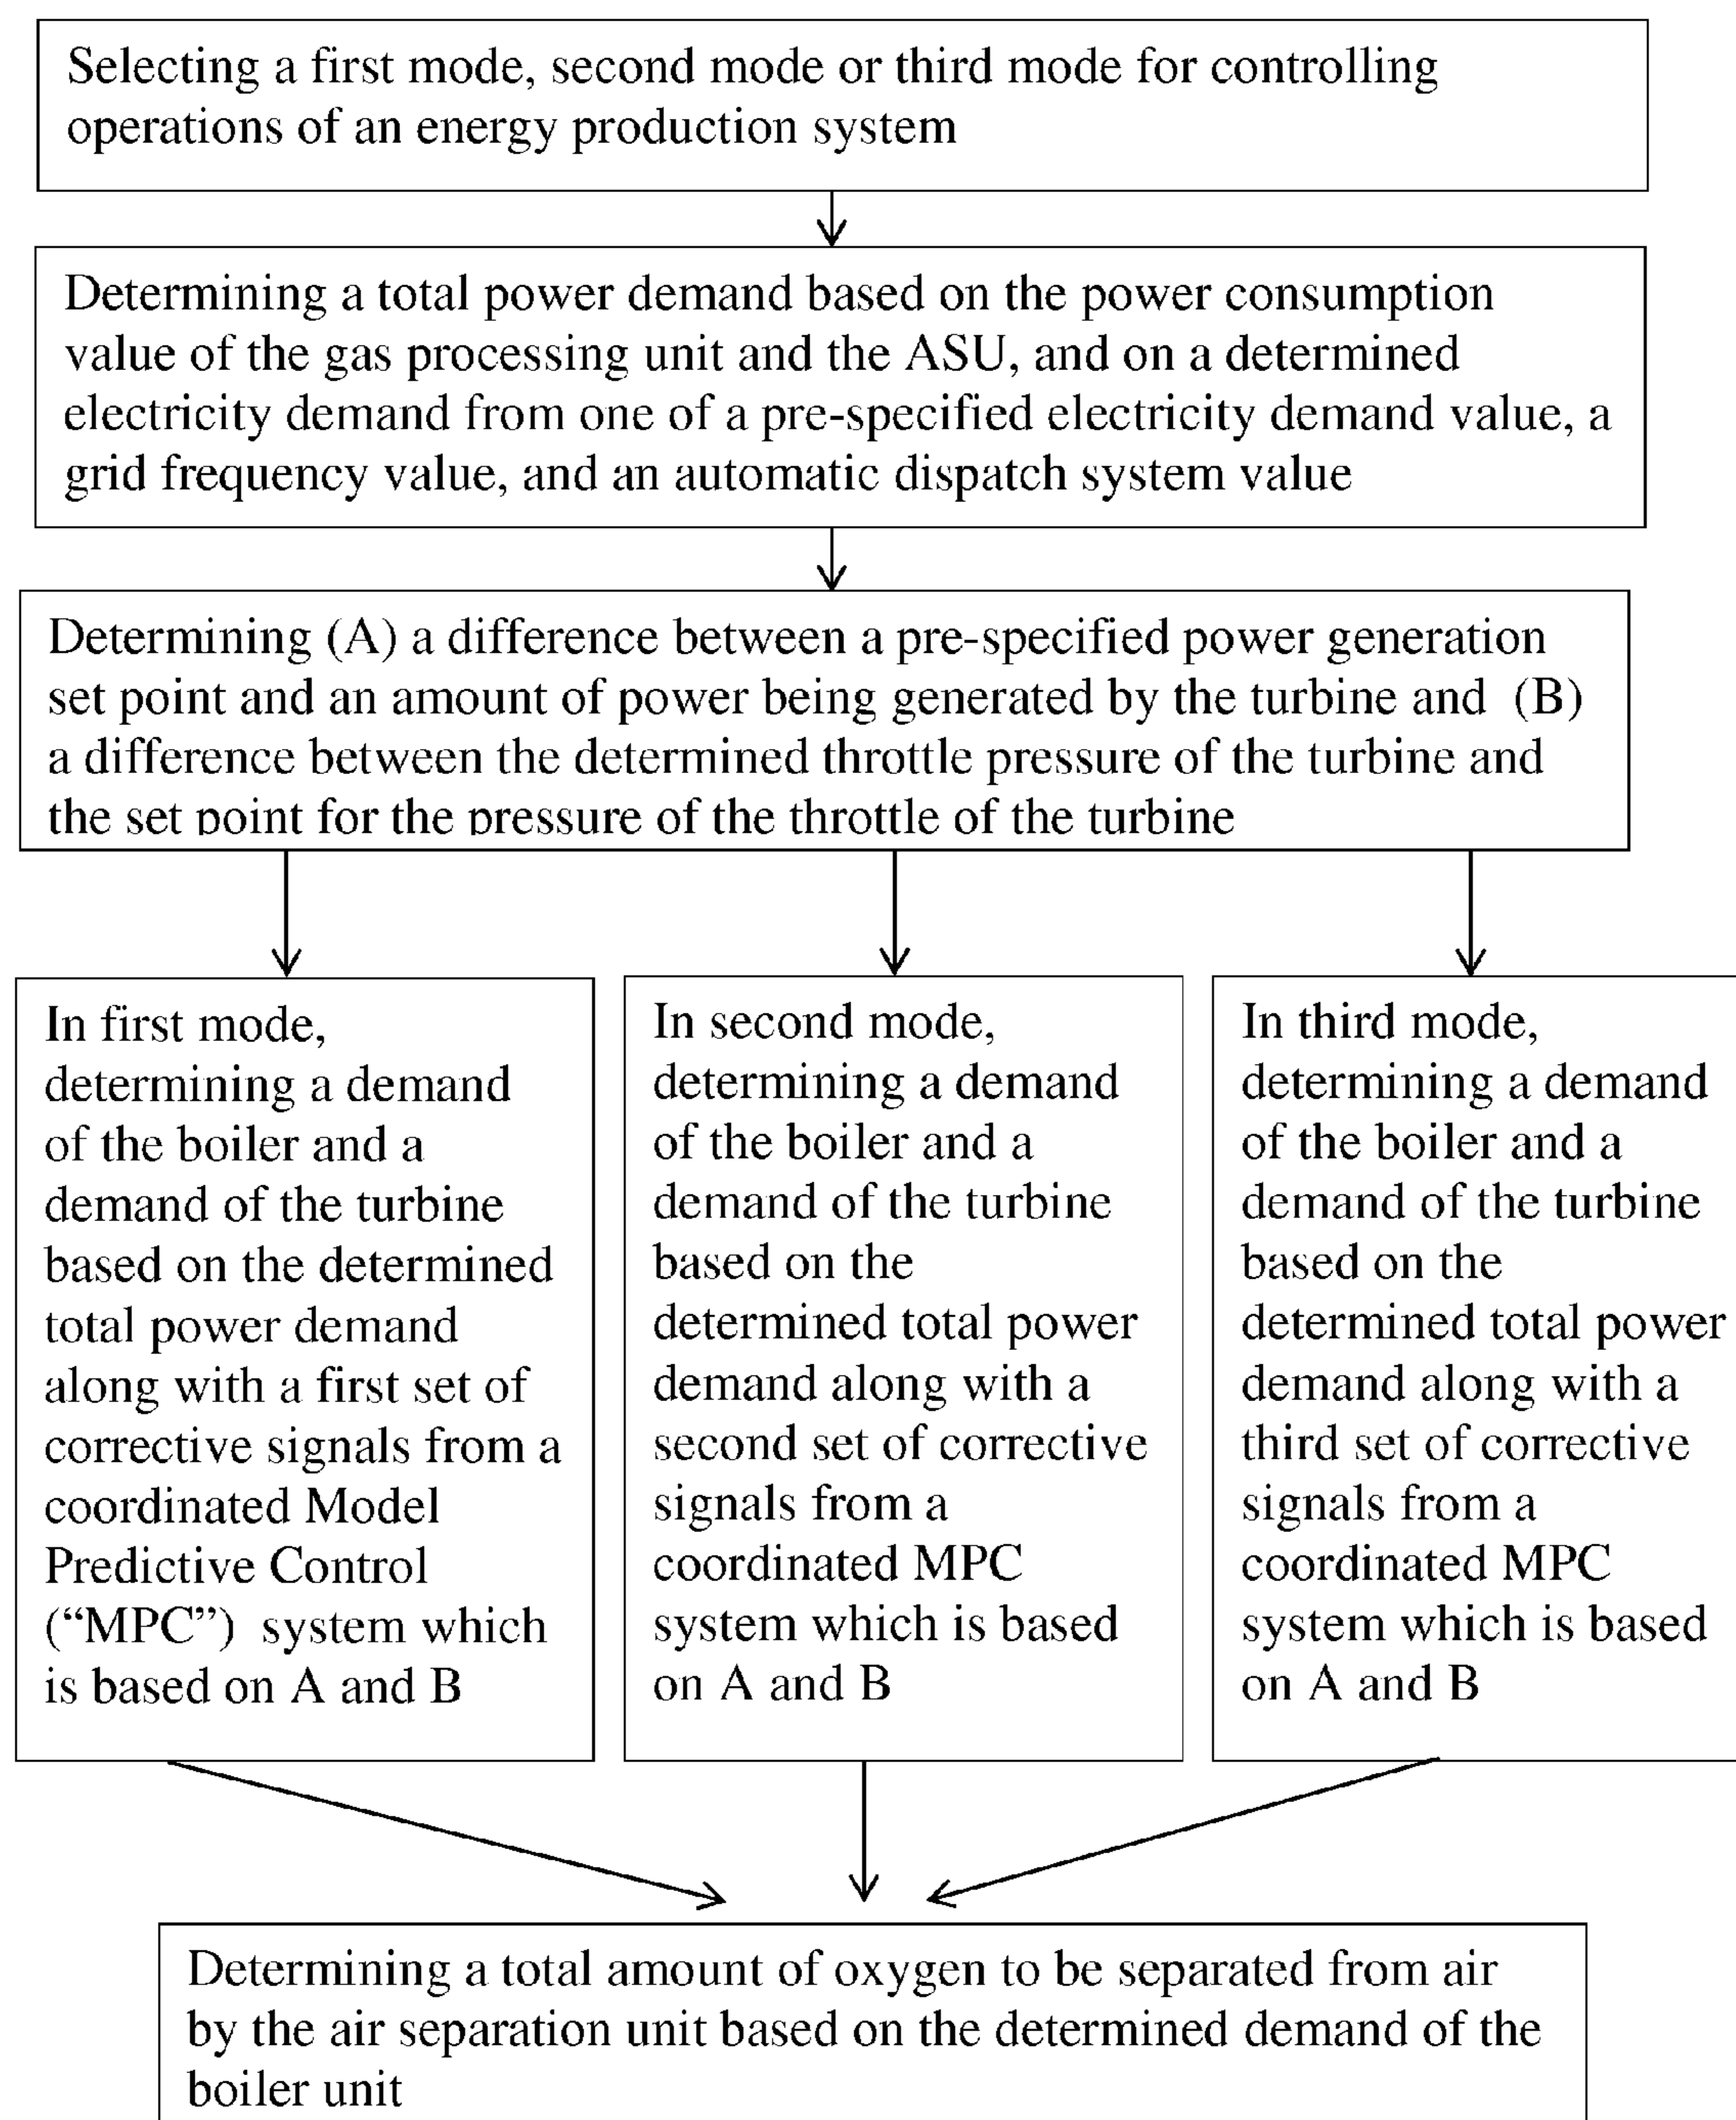 Selecting a first mode, second mode or third mode for controlling
operations of an energy production system
Determining a total power demand based on the power consumption
value of the gas processing unit and the ASU, and on a determined
electricity demand from one of a pre-specified electricity demand value, a
grid frequency value, and an automatic dispatch system value
Determining (A) a difference between a pre-specified power generation
set point and an amount of power being generated by the turbine and (B)
a difference between the determined throttle pressure of the turbine and
the set point for the pressure of the throttle of the turbine
In first mode,
determining a demand
of the boiler and a
demand of the turbine
based on the determined
total power demand
along with a first set of
corrective signals from a
coordinated Model
Predictive Control
(“MPC”) system which
is based on A and B
In second mode,
determining a demand
of the boiler and a
demand of the turbine
based on the
determined total power
demand along with a
second set of corrective
signals from a
coordinated MPC
system which is based
on A and B
In third mode,
determining a demand
of the boiler and a
demand of the turbine
based on the
determined total power
demand along with a
third set of corrective
signals from a
coordinated MPC
system which is based
on A and B
Determining a total amount of oxygen to be separated from air
by the air separation unit based on the determined demand of the
boiler unit